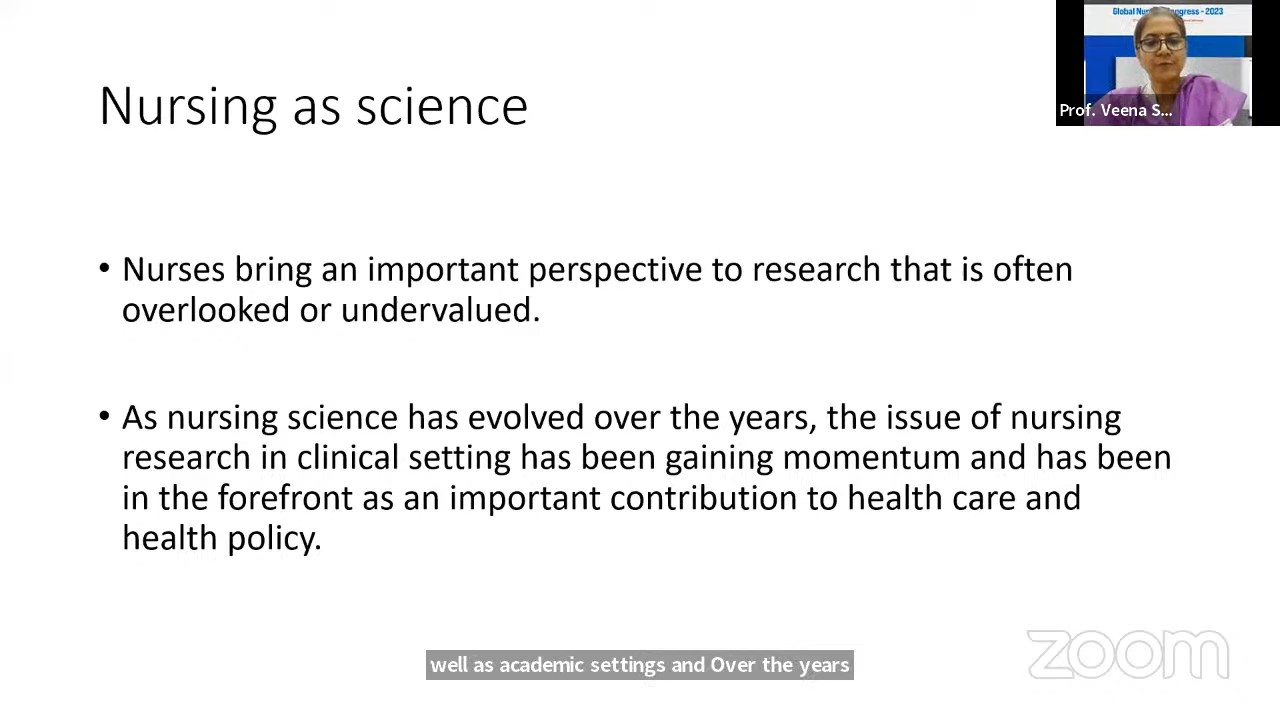 Global Nursing Congress - 2023
Prof. Veena S...
Nursing as science
• Nurses bring an important perspective to research that is often
overlooked or undervalued.
• As nursing science has evolved over the years, the issue of nursing
research in clinical setting has been gaining momentum and has been
in the forefront as an important contribution to health care and
health policy.
zoom
well as academic settings and Over the years